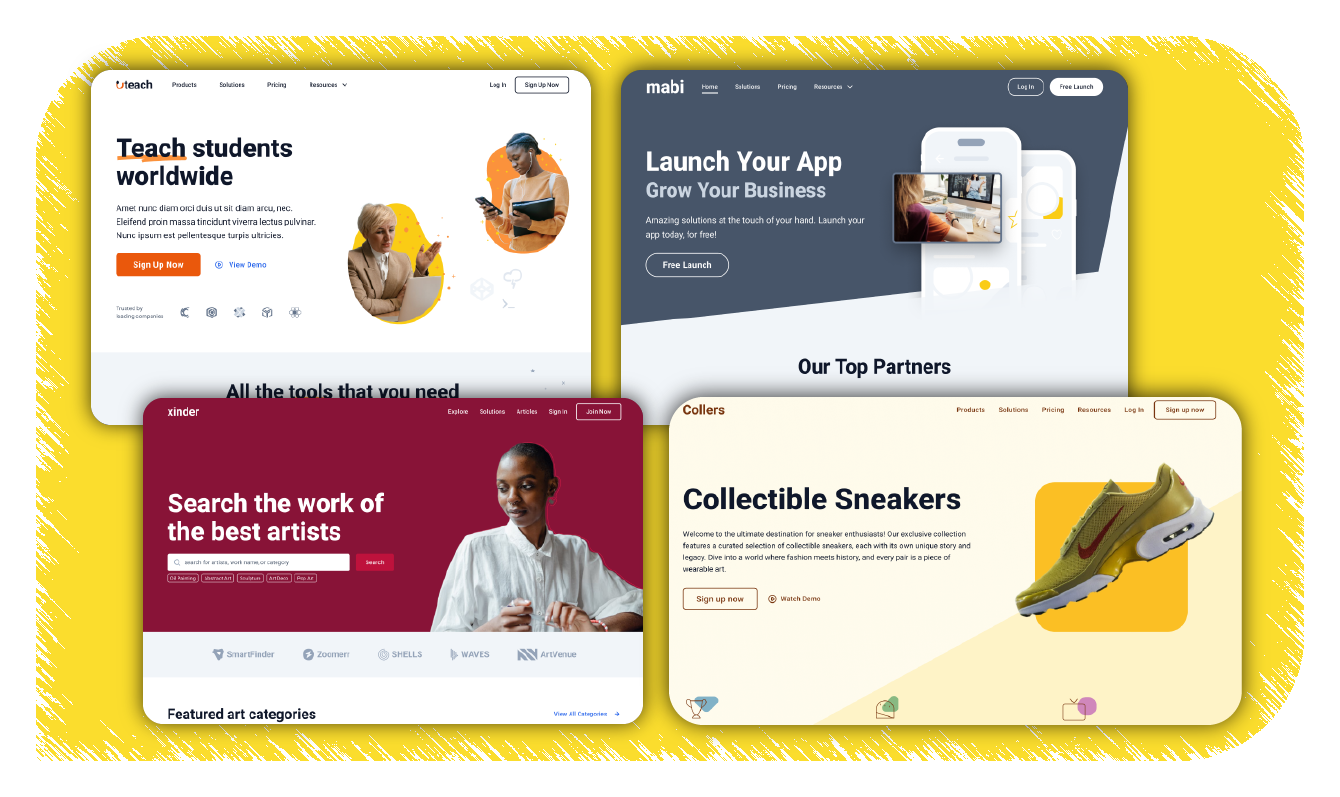 Uteach
Products Solutions Pricing Resources Log In Sign Up Now
Teach students
worldwide
Amet nunc diam orci duis ut sit diam arcu, nec.
Eleifend proin massa tincidunt viverra lectus pulvinar.
Nunc ipsum est pellentesque turpis ultricies.
Sign Up Now View Demo
Trusted by
leading companies
All the tools that you need
mabi Home Solutions Pricing Resources Log In Free Launch
Launch Your App
Grow Your Business
Amazing solutions at the touch of your hand. Launch your
app today, for free!
Free Launch
Our Top Partners
xinder Explore Solutions Articles Sign In Join Now
Search the work of
the best artists
search for artists, work name, or category Search
Oil Painting Abstract Art Sculpture Art Deco Pop Art
SmartFinder Zoomerr SHELLS WAVES ArtVenue
Featured art categories View All Categories
Collers Products Solutions Pricing Resources Log In Sign up now
Collectible Sneakers
Welcome to the ultimate destination for sneaker enthusiasts! Our exclusive collection
features a curated selection of collectible sneakers, each with its own unique story and
legacy. Dive into a world where fashion meets history, and every pair is a piece of
wearable art.
Sign up now Watch Demo